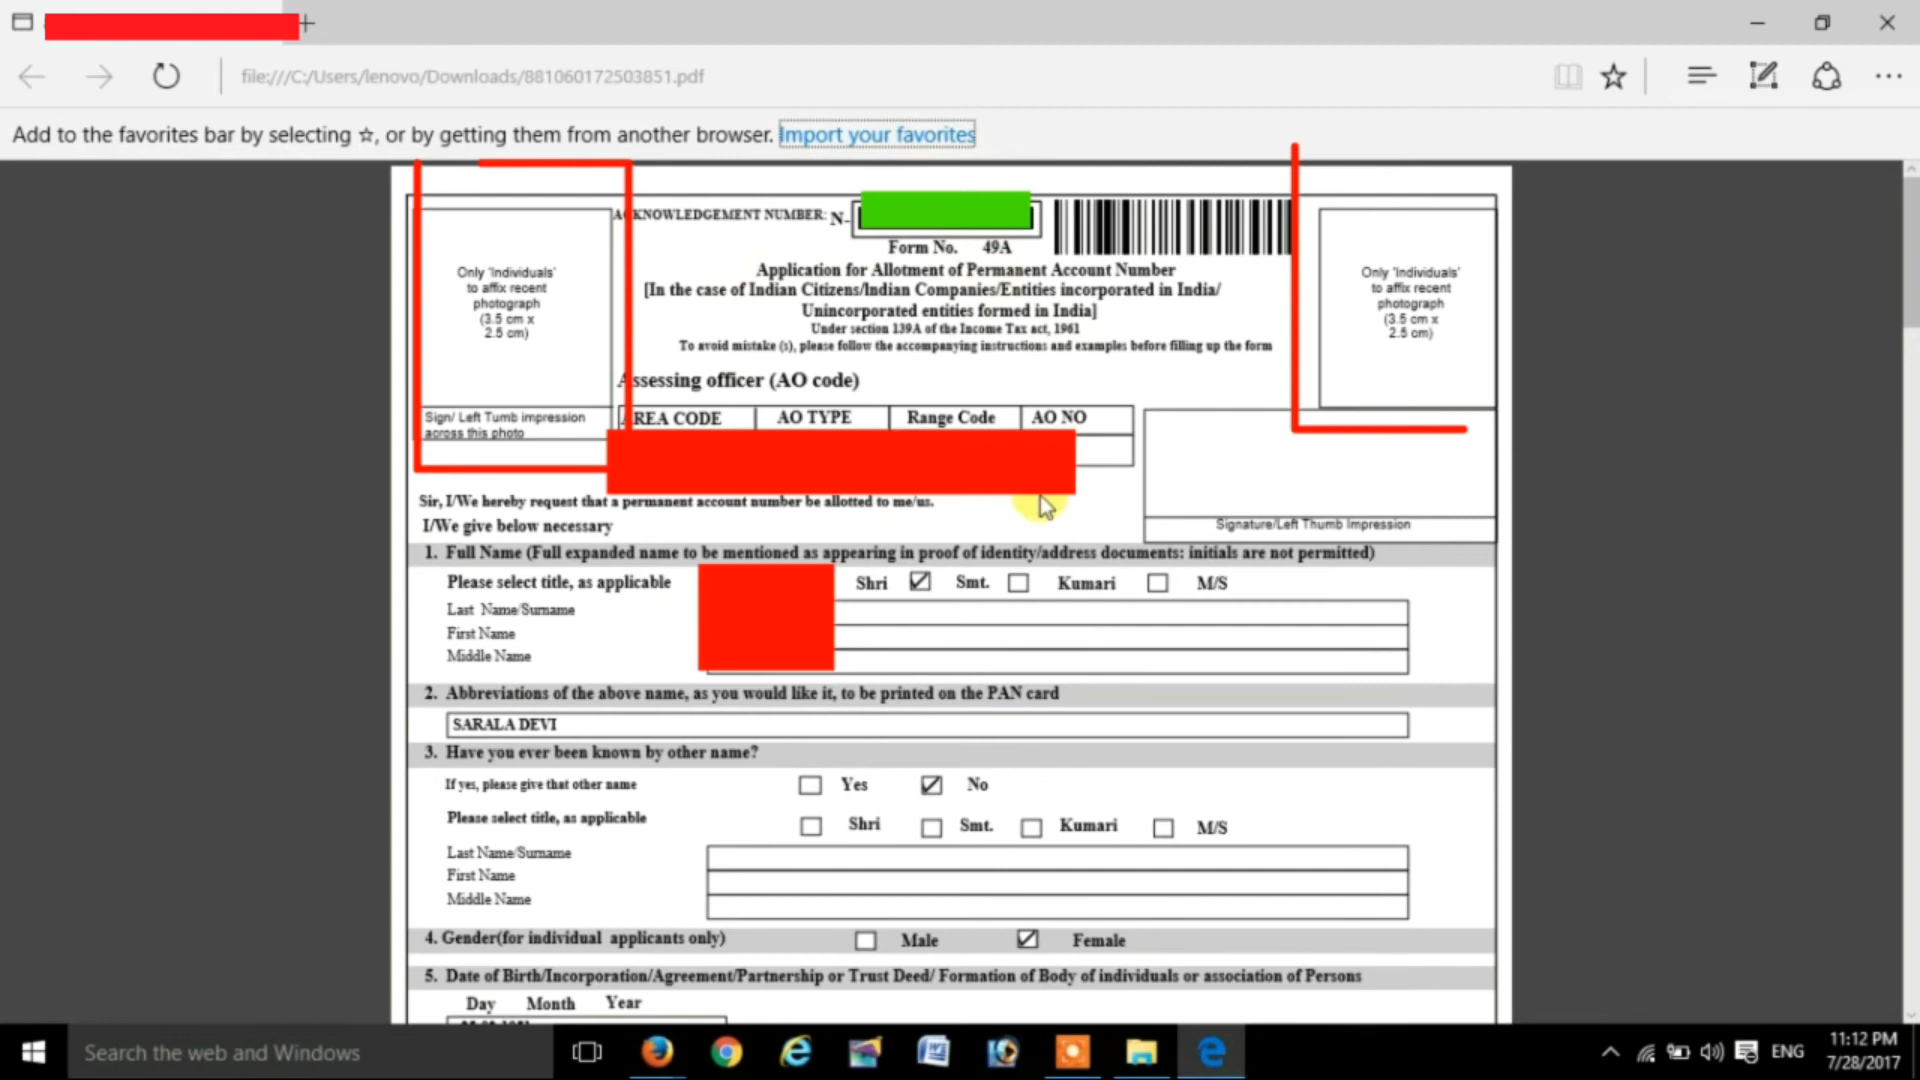 file:///C:/Users/lenovo/Downloads/881060172503851.pdf
Add to the favorites bar by selecting ☆, or by getting them from another browser. Import your favorites
ACKNOWLEDGEMENT NUMBER: N-
Form No. 49A
Application for Allotment of Permanent Account Number
[In the case of Indian Citizens/Indian Companies/Entities incorporated in India/
Unincorporated entities formed in India]
Under section 139A of the Income Tax act, 1961
To avoid mistake (s), please follow the accompanying instructions and examples before filling up the form
Only 'Individuals'
to affix recent
photograph
(3.5 cm x
2.5 cm)
Only 'Individuals'
to affix recent
photograph
(3.5 cm x
2.5 cm)
Assessing officer (AO code)
Sign/ Left Tumb impression
across this photo
AREA CODE AO TYPE Range Code AO NO
Sir, I/We hereby request that a permanent account number be allotted to me/us.
I/We give below necessary
Signature/Left Thumb Impression
1. Full Name (Full expanded name to be mentioned as appearing in proof of identity/address documents: initials are not permitted)
Please select title, as applicable Shri Smt. Kumari M/S
Last Name/Surname
First Name
Middle Name
2. Abbreviations of the above name, as you would like it, to be printed on the PAN card
SARALA DEVI
3. Have you ever been known by other name?
If yes, please give that other name Yes No
Please select title, as applicable Shri Smt. Kumari M/S
Last Name/Surname
First Name
Middle Name
4. Gender(for individual applicants only) Male Female
5. Date of Birth/Incorporation/Agreement/Partnership or Trust Deed/ Formation of Body of individuals or association of Persons
Day Month Year
Search the web and Windows
ENG
11:12 PM
7/28/2017